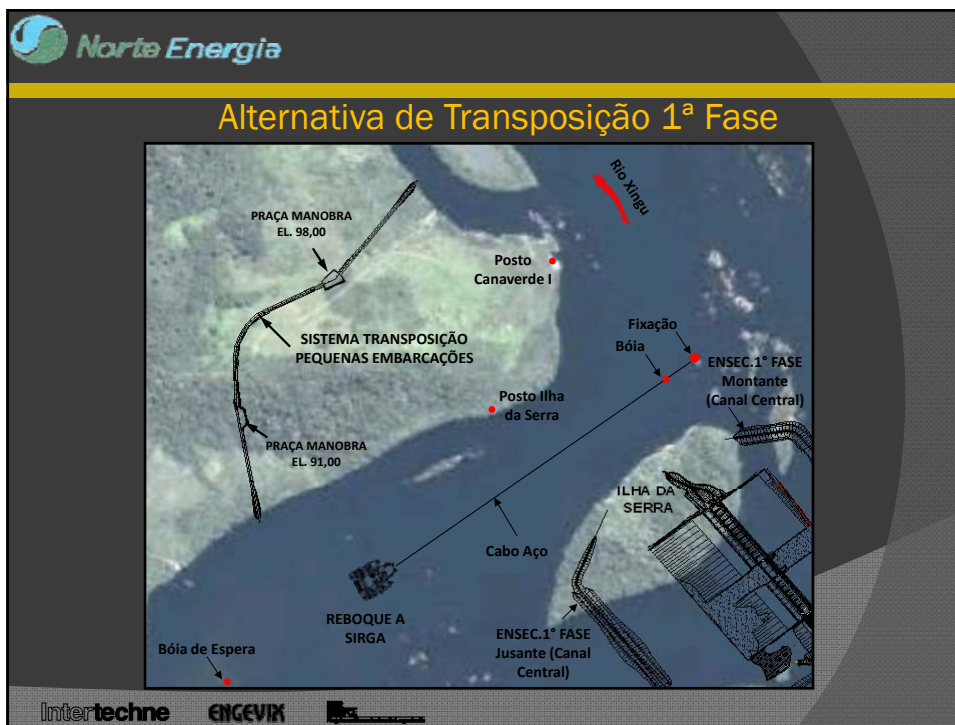 Norte Energia
Alternativa de Transposição 1ª Fase
Rio Xingu
PRAÇA MANOBRA
EL. 98,00
Posto
Canaverde I
SISTEMA TRANSPOSIÇÃO
PEQUENAS EMBARCAÇÕES
Fixação
Bóia
ENSEC.1° FASE
Montante
(Canal Central)
Posto Ilha
da Serra
PRAÇA MANOBRA
EL. 91,00
ILHA DA
SERRA
Cabo Aço
REBOQUE A
SIRGA
ENSEC.1° FASE
Jusante (Canal
Central)
Bóia de Espera
Intertechne
ENGEVIX